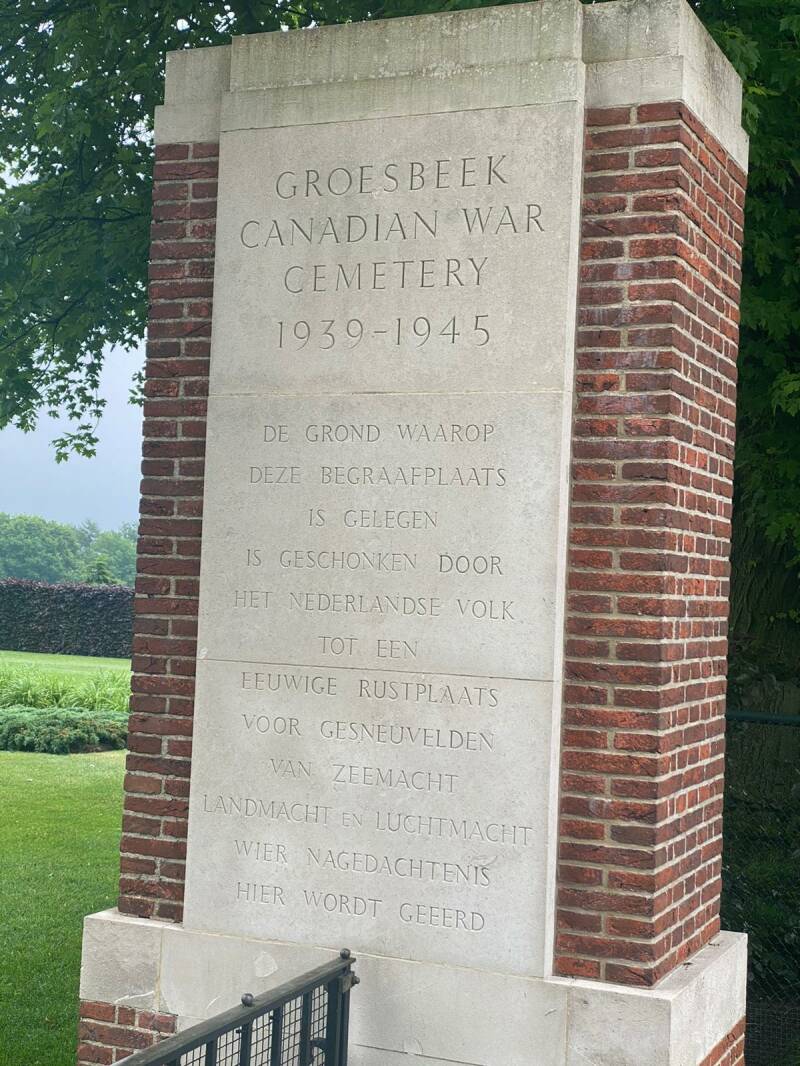 GROESBEEK
CANADIAN WAR
CEMETERY
1939-1945
DE GROND WAAROP
DEZE BEGRAAFPLAATS
IS GELEGEN
IS GESCHONKEN DOOR
HET NEDERLANDSE VOLK
TOT EEN
EEUWIGE RUSTPLAATS
VOOR GESNEUVELDEN
VAN ZEEMACHT
LANDMACHT EN LUCHTMACHT
WIER NAGEDACHTENIS
HIER WORDT GEEERD